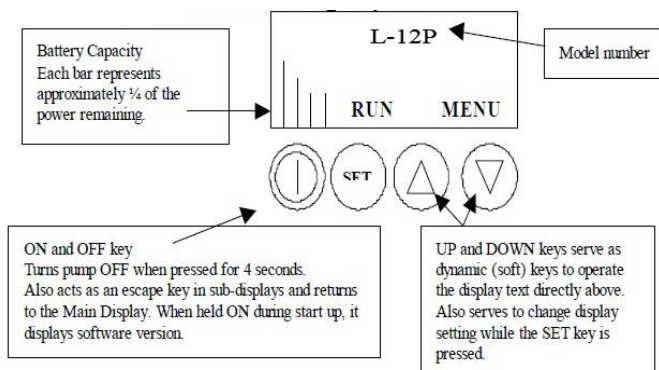 Battery Capacity
Each bar represents
approximately ¼ of the
power remaining.
L-12P
Model number
RUN MENU
SET
ON and OFF key
Turns pump OFF when pressed for 4 seconds.
Also acts as an escape key in sub-displays and returns
to the Main Display. When held ON during start up, it
displays software version.
UP and DOWN keys serve as
dynamic (soft) keys to operate
the display text directly above.
Also serves to change display
setting while the SET key is
pressed.